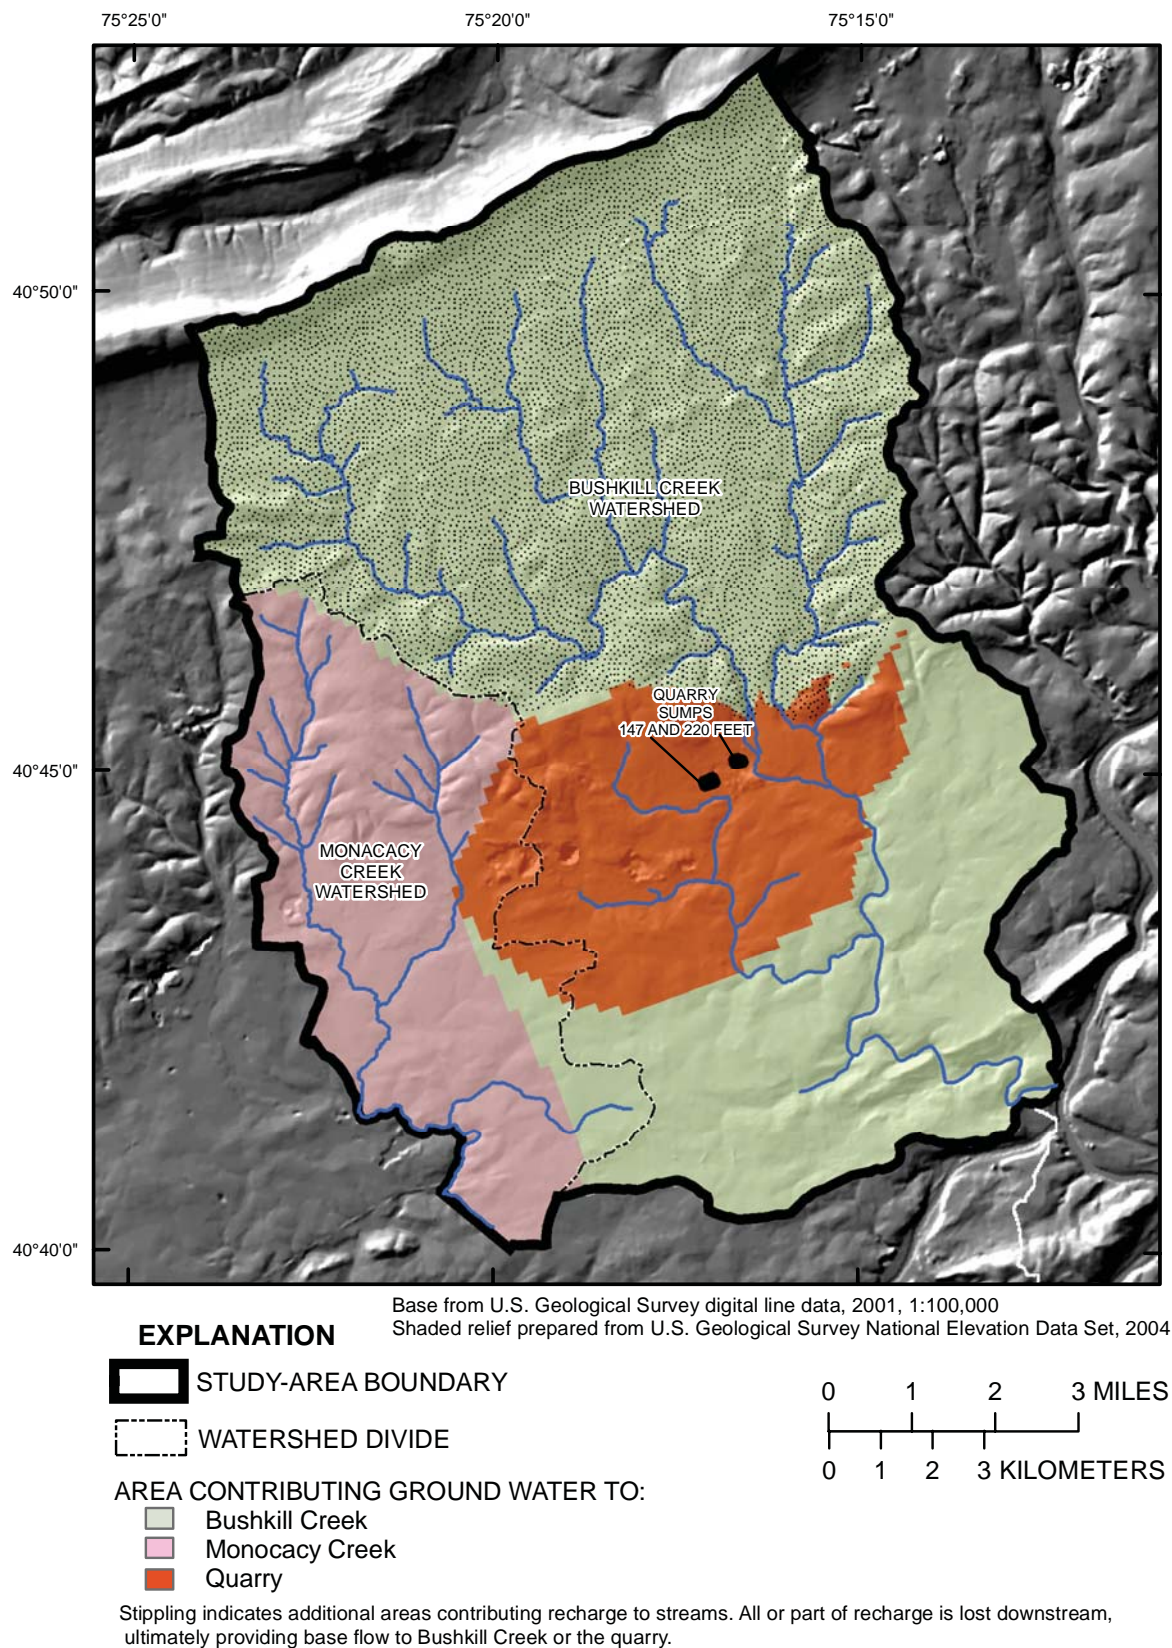 75°25'0"
75°20'0"
75°15'0"
40°50'0"
BUSHKILL CREEK
WATERSHED
QUARRY
SUMPS
147 AND 220 FEET
40°45'0"
MONACACY
CREEK
WATERSHED
40°40'0"
Base from U.S. Geological Survey digital line data, 2001, 1:100,000
Shaded relief prepared from U.S. Geological Survey National Elevation Data Set, 2004
EXPLANATION
STUDY-AREA BOUNDARY
WATERSHED DIVIDE
0 1 2 3 MILES
0 1 2 3 KILOMETERS
AREA CONTRIBUTING GROUND WATER TO:
Bushkill Creek
Monocacy Creek
Quarry
Stippling indicates additional areas contributing recharge to streams. All or part of recharge is lost downstream,
ultimately providing base flow to Bushkill Creek or the quarry.